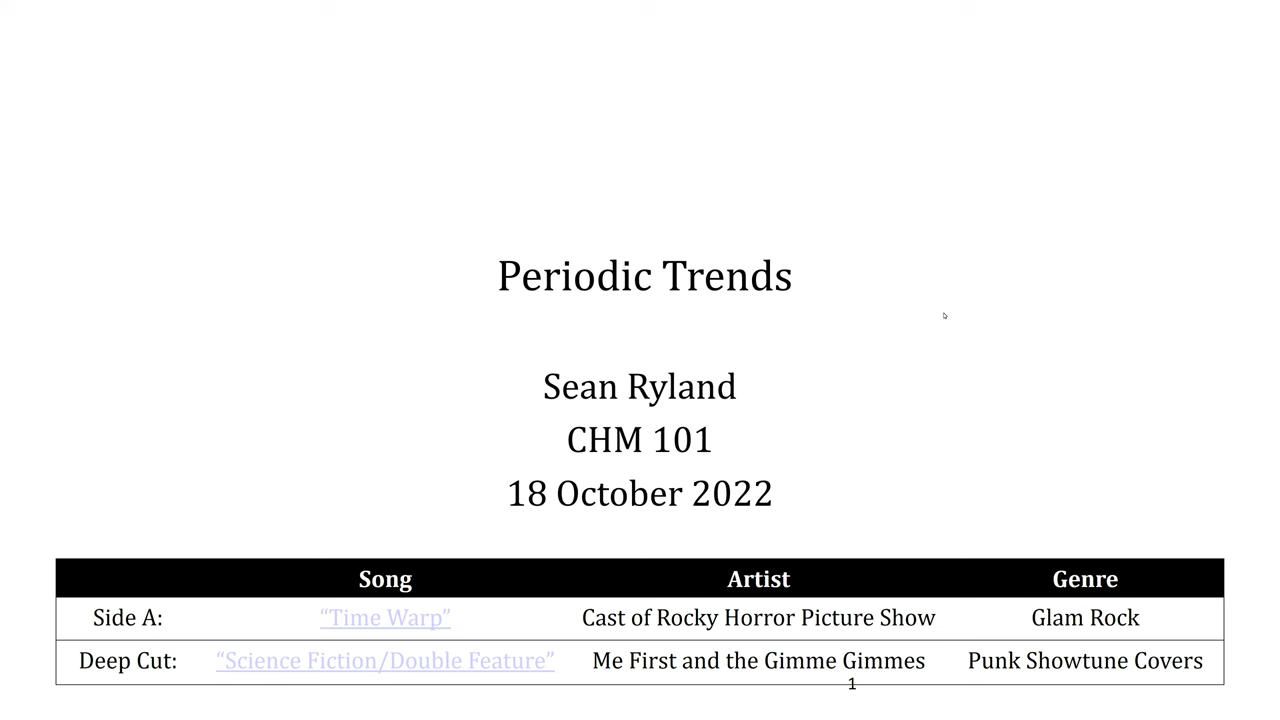 Periodic Trends
Sean Ryland
CHM 101
18 October 2022
Song Artist Genre
Side A: “Time Warp” Cast of Rocky Horror Picture Show Glam Rock
Deep Cut: “Science Fiction/Double Feature” Me First and the Gimme Gimmes Punk Showtune Covers
1